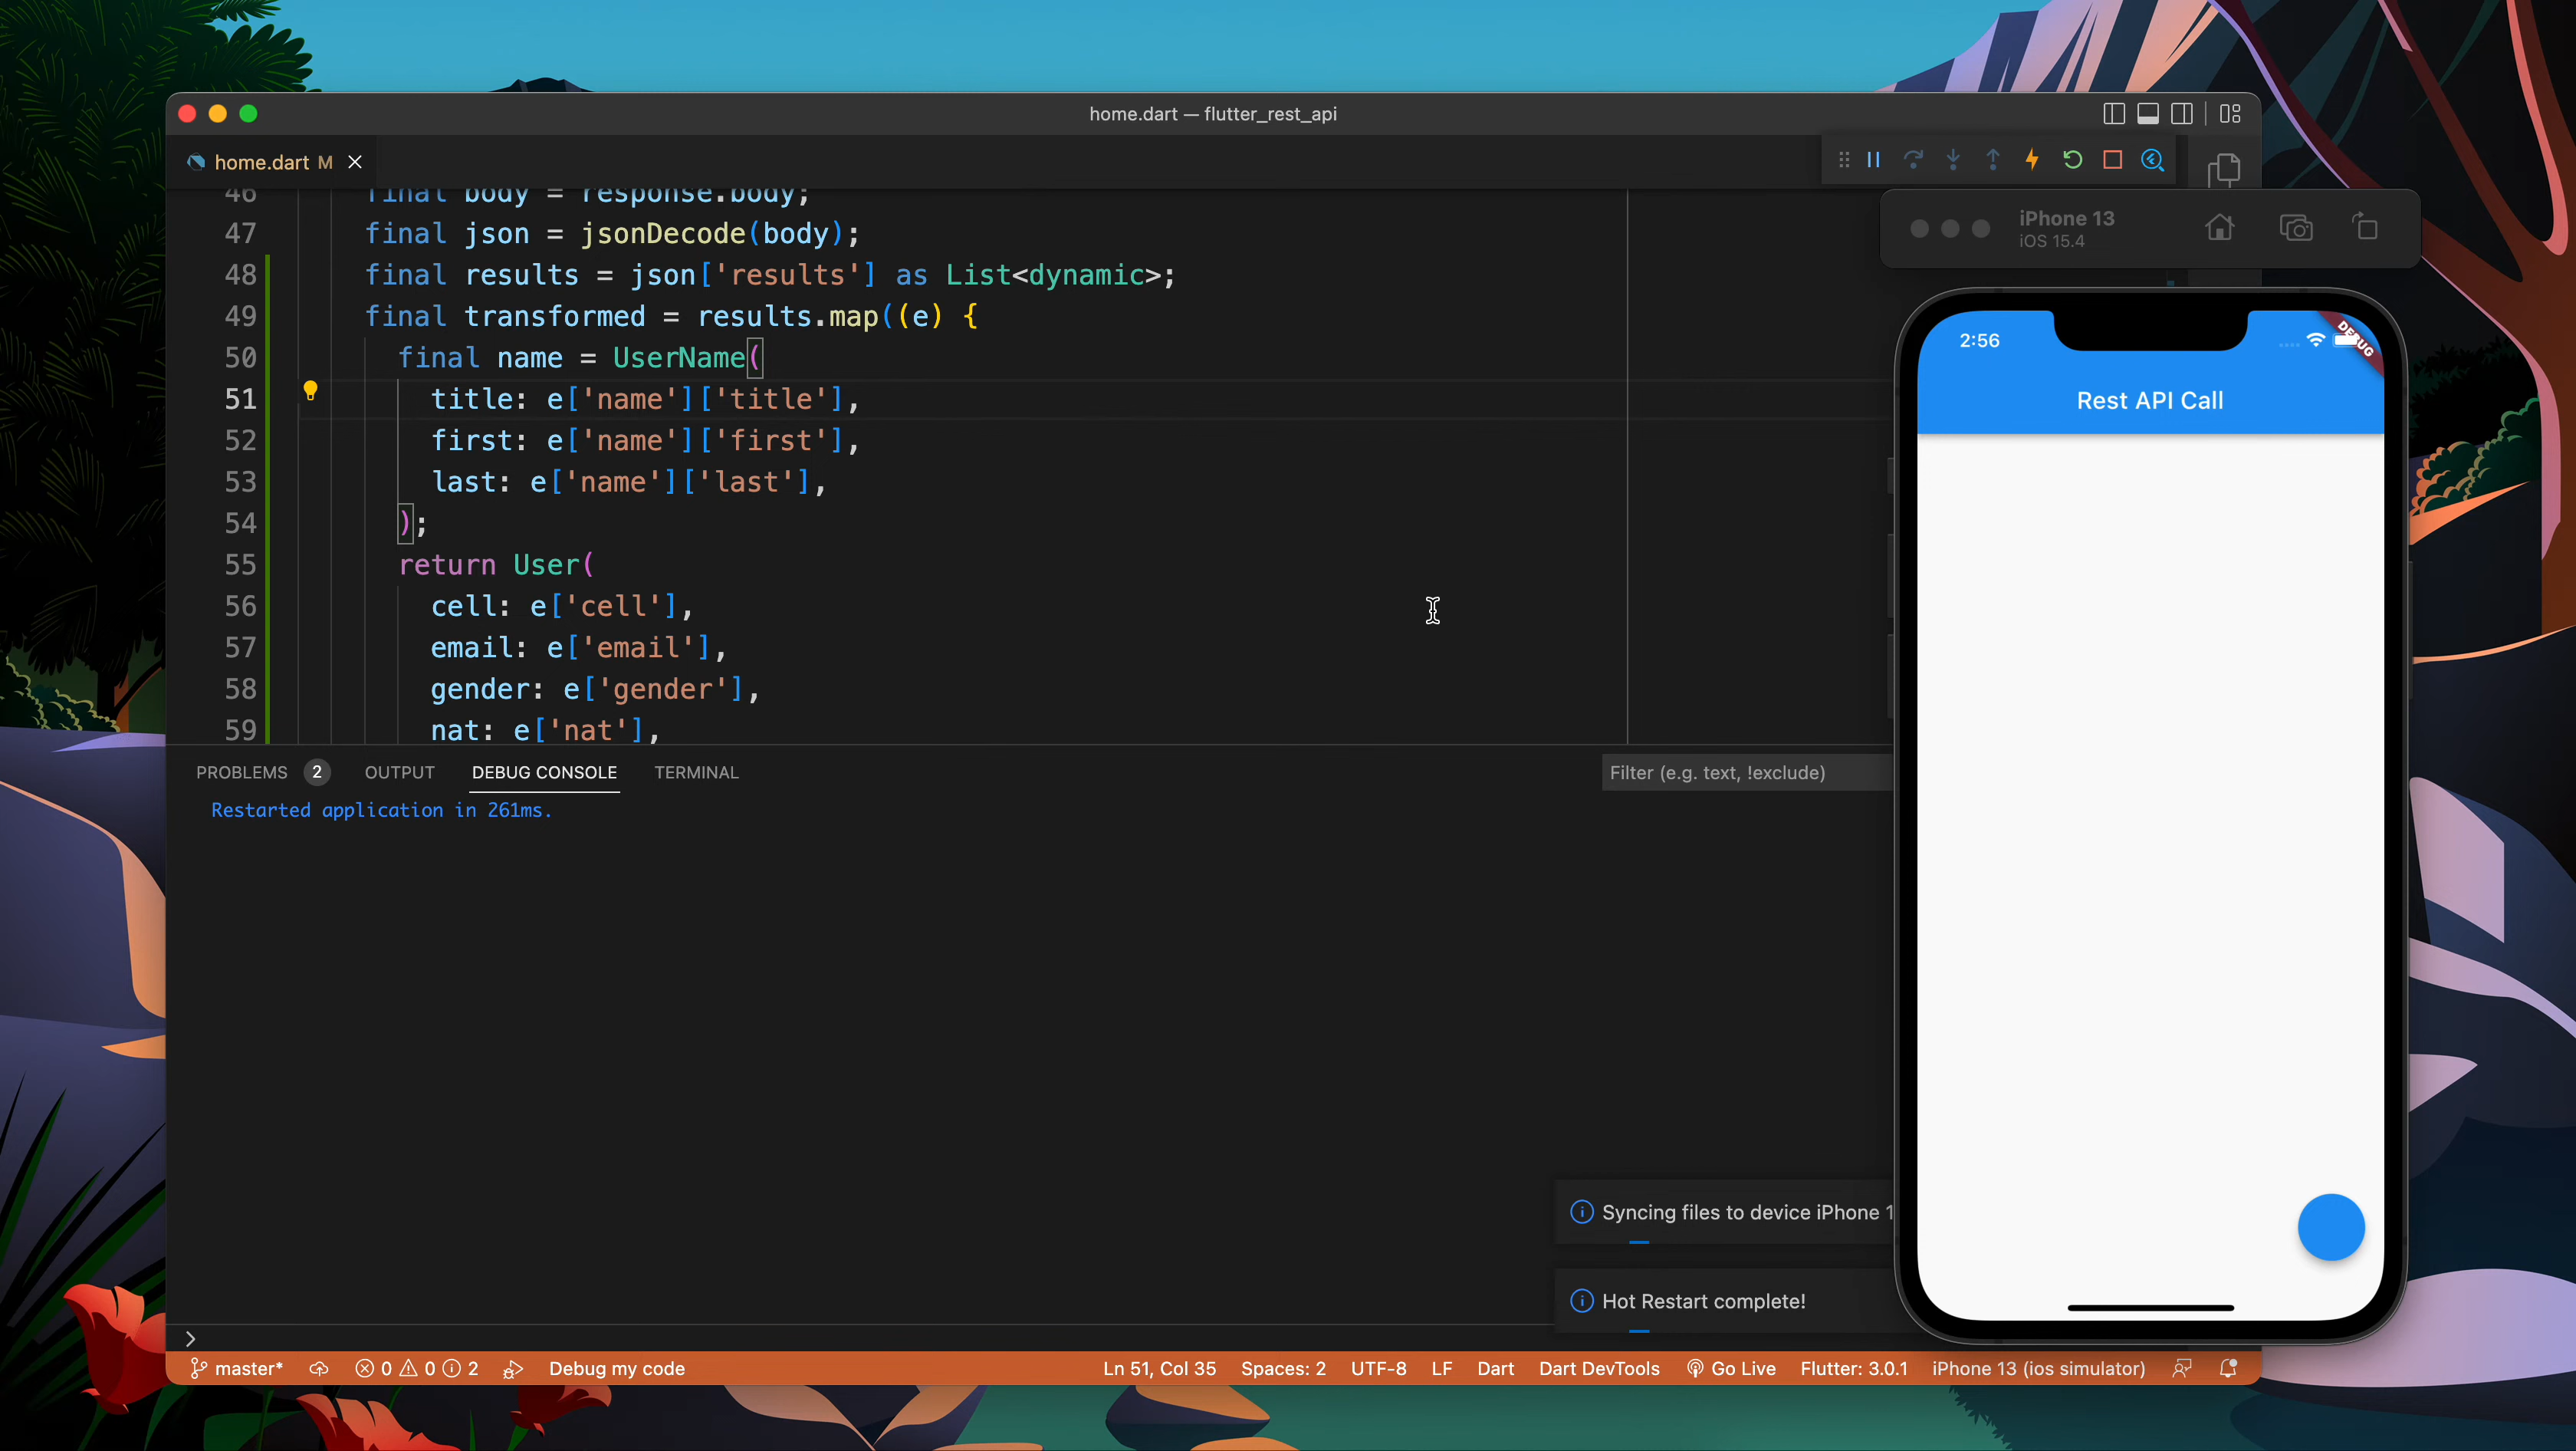 home.dart — flutter_rest_api
home.dart M
46 final body = response.body;
47 final json = jsonDecode(body);
48 final results = json['results'] as List<dynamic>;
49 final transformed = results.map((e) {
50 final name = UserName(
51 title: e['name']['title'],
52 first: e['name']['first'],
53 last: e['name']['last'],
54 );
55 return User(
56 cell: e['cell'],
57 email: e['email'],
58 gender: e['gender'],
59 nat: e['nat'],
PROBLEMS 2 OUTPUT DEBUG CONSOLE TERMINAL
Filter (e.g. text, !exclude)
Restarted application in 261ms.
Syncing files to device iPhone 1
Hot Restart complete!
master* 0 0 2 Debug my code
Ln 51, Col 35 Spaces: 2 UTF-8 LF Dart Dart DevTools Go Live Flutter: 3.0.1 iPhone 13 (ios simulator)
iPhone 13
iOS 15.4
2:56
DEBUG
Rest API Call